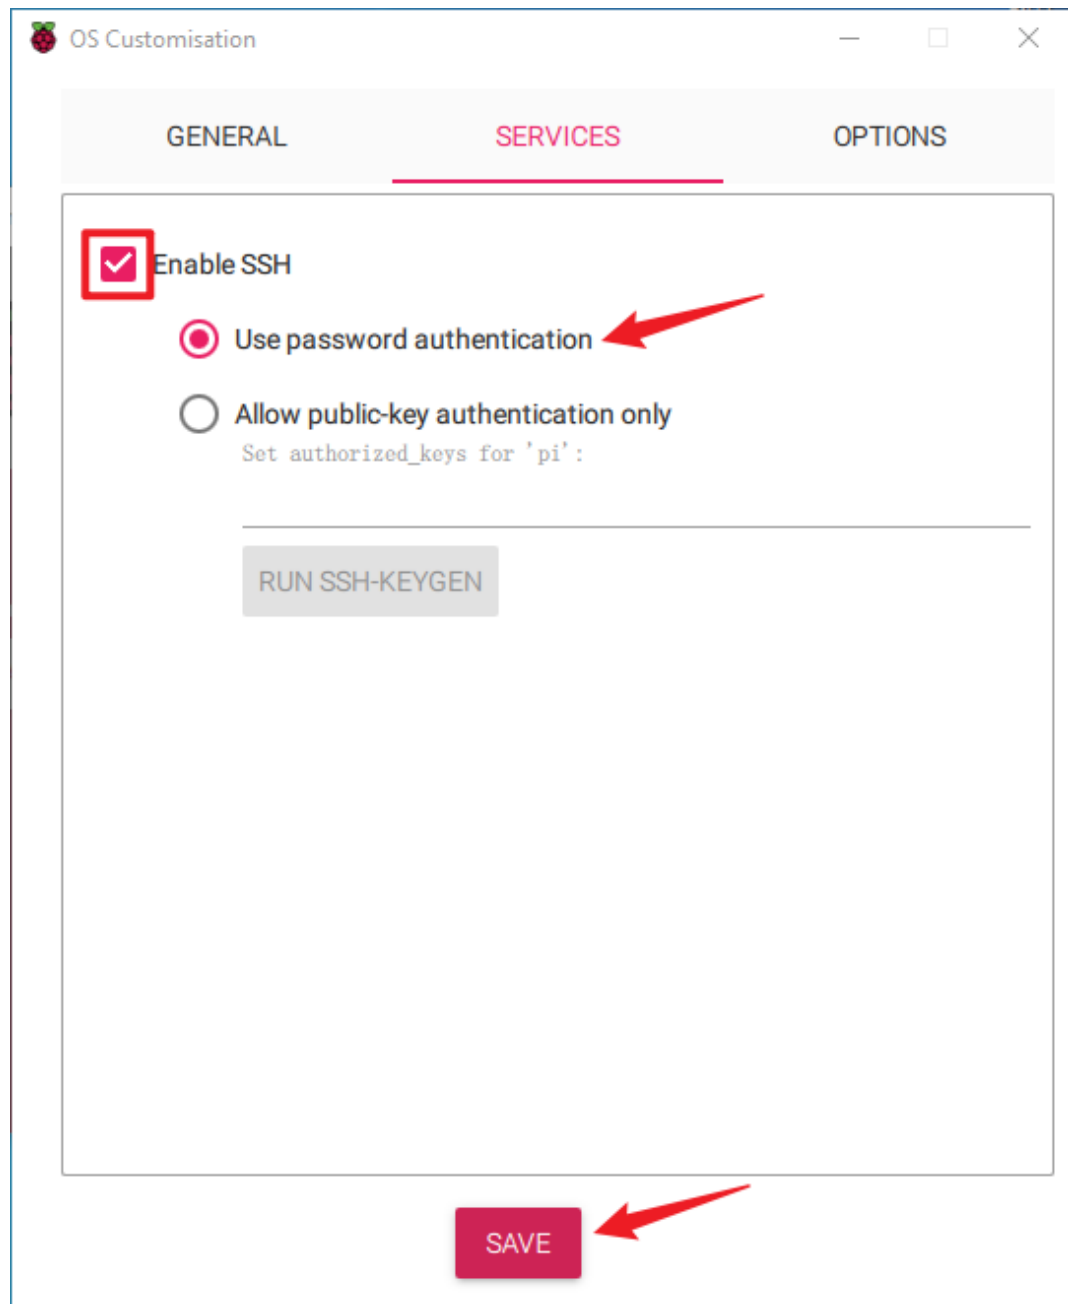 OS Customisation
GENERAL SERVICES OPTIONS
Enable SSH
Use password authentication
Allow public-key authentication only
Set authorized_keys for 'pi':
RUN SSH-KEYGEN
SAVE